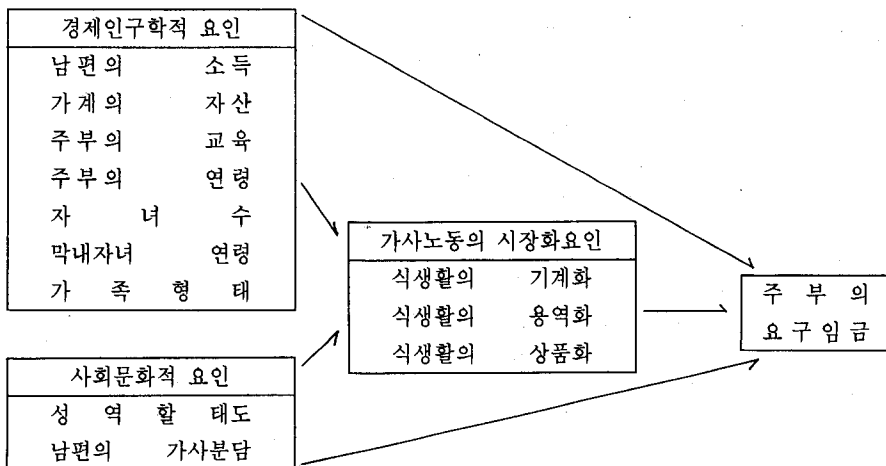 경제인구학적 요인
남편의 소득
가계의 자산
주부의 교육
주부의 연령
자녀수
막내자녀 연령
가족형태
사회문화적 요인
성역할 태도
남편의 가사분담
가사노동의 시장화요인
식생활의 기계화
식생활의 용역화
식생활의 상품화
주부의
요구임금